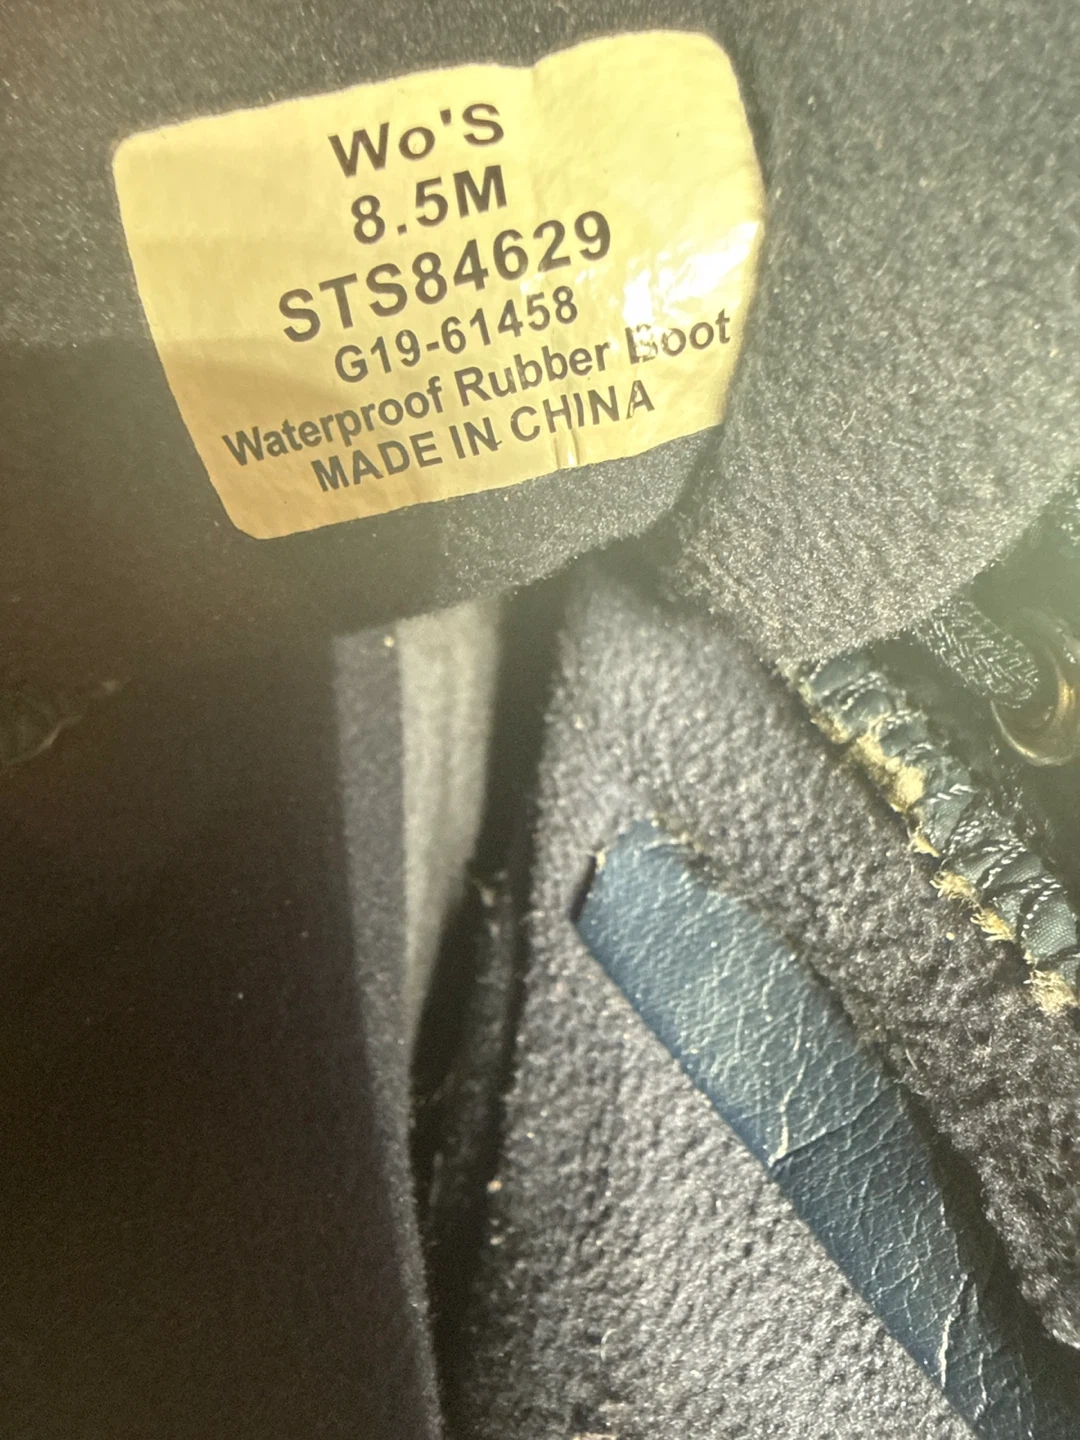 Wo'S
8.5M
STS84629
G19-61458
Waterproof Rubber Boot
MADE IN CHINA